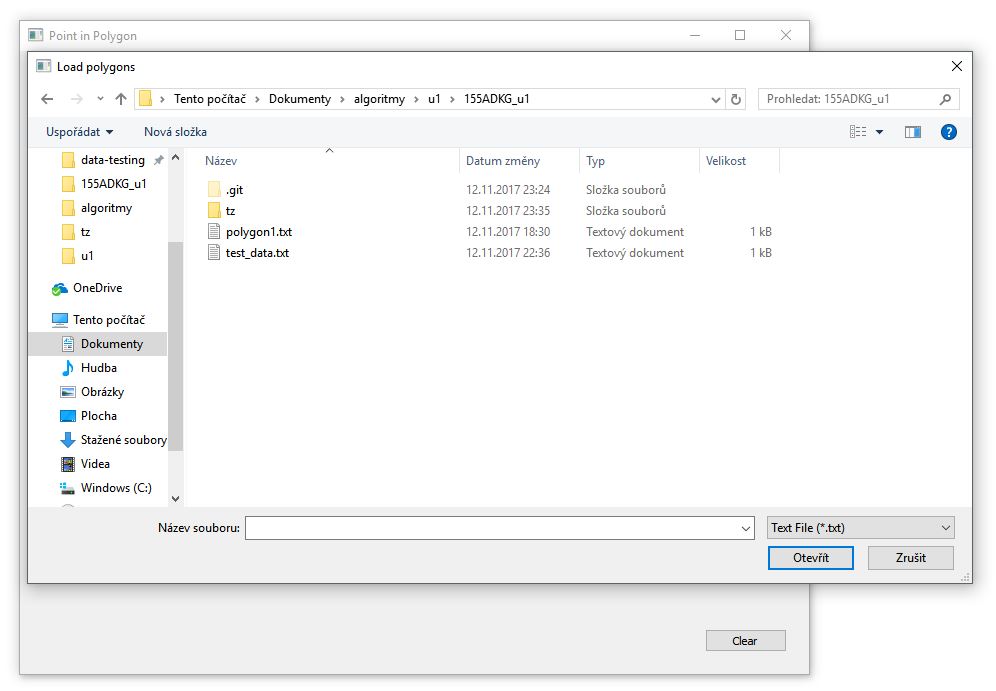 Point in Polygon
Load polygons
Tento počítač > Dokumenty > algoritmy > u1 > 155ADKG_u1
Prohledat: 155ADKG_u1
Uspořádat
Nová složka
data-testing
155ADKG_u1
algoritmy
tz
u1
OneDrive
Tento počítač
Dokumenty
Hudba
Obrázky
Plocha
Stažené soubory
Videa
Windows (C:)
Název Datum změny Typ Velikost
.git 12.11.2017 23:24 Složka souborů
tz 12.11.2017 23:35 Složka souborů
polygon1.txt 12.11.2017 18:30 Textový dokument 1 kB
test_data.txt 12.11.2017 22:36 Textový dokument 1 kB
Název souboru:
Text File (*.txt)
Otevřít Zrušit
Clear